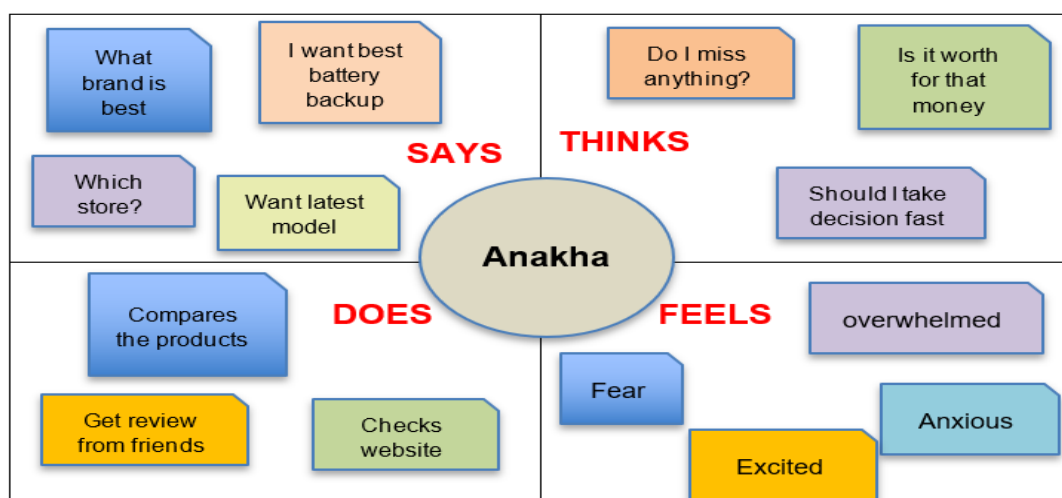 What
brand is
best
I want best
battery
backup
Which
store?
Want latest
model
SAYS
Do I miss
anything?
Is it worth
for that
money
Should I take
decision fast
THINKS
Anakha
Compares
the products
Get review
from friends
Checks
website
DOES
FEELS
overwhelmed
Fear
Anxious
Excited